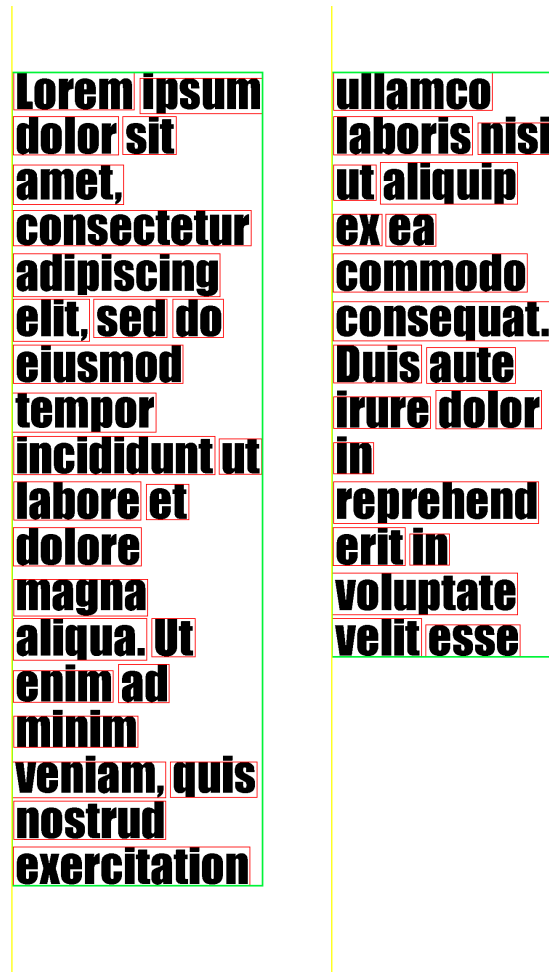 Lorem ipsum
dolor sit
amet,
consectetur
adipiscing
elit, sed do
eiusmod
tempor
incididunt ut
labore et
dolore
magna
aliqua. Ut
enim ad
minim
veniam, quis
nostrud
exercitation
ullamco
laboris nisi
ut aliquip
ex ea
commodo
consequat.
Duis aute
irure dolor
in
reprehend
erit in
voluptate
velit esse